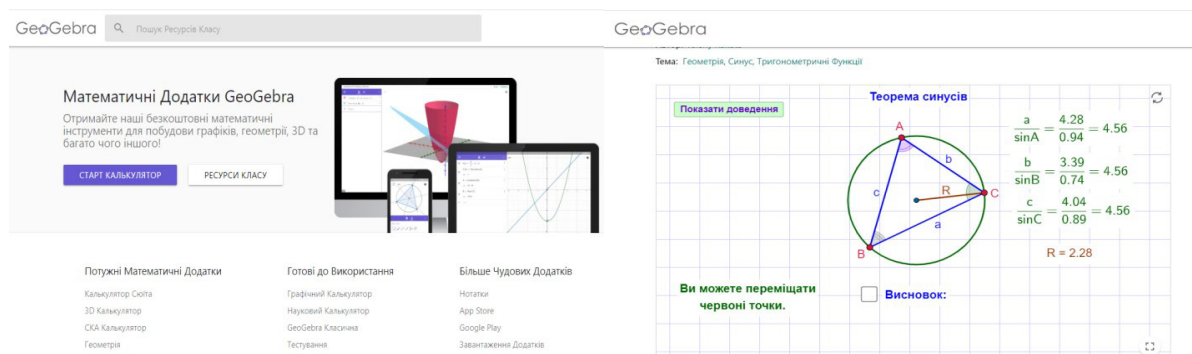 GeoGebra
Пошук Ресурсів Класу
Математичні Додатки GeoGebra
Отримайте наші безкоштовні математичні
інструменти для побудови графіків, геометрії, 3D та
багато чого іншого!
СТАРТ КАЛЬКУЛЯТОР
РЕСУРСИ КЛАСУ
Потужні Математичні Додатки
Калькулятор Сюїта
3D Калькулятор
СКА Калькулятор
Геометрія
Готові до Використання
Графічний Калькулятор
Науковий Калькулятор
GeoGebra Класична
Тестування
Більше Чудових Додатків
Нотатки
App Store
Google Play
Завантаження Додатків
GeoGebra
Тема: Геометрія, Синус, Тригонометричні Функції
Показати доведення
Теорема синусів
A
b
c
R
C
a
B
a/sinA = 4.28/0.94 = 4.56
b/sinB = 3.39/0.74 = 4.56
c/sinC = 4.04/0.89 = 4.56
R = 2.28
Ви можете переміщати
червоні точки.
Висновок: